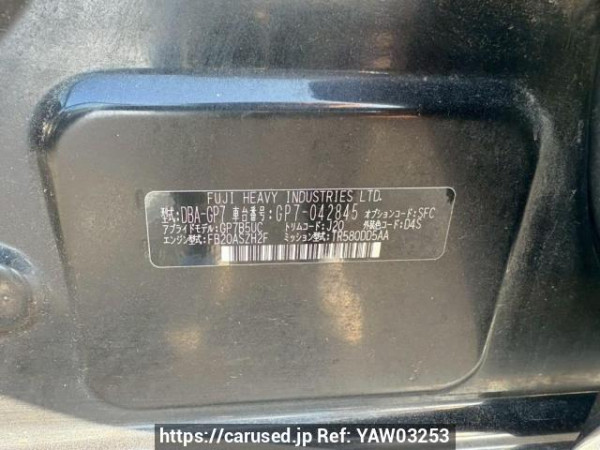 FUJI HEAVY INDUSTRIES LTD.
型式:DBA-GP7 車台番号:GP7-042845 オプションコード:SFC
アプライドモデル:GP7B5UC トリムコード:J20 外装色コード:D4S
エンジン型式:FB20ASZH2F ミッション型式:TR580DD5AA
https://carused.jp Ref: YAW03253